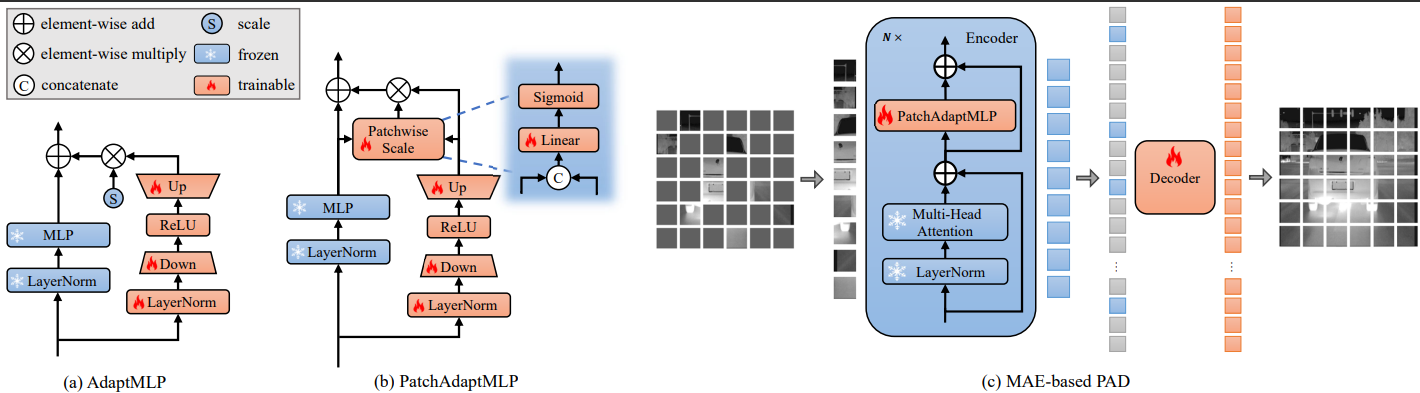 element-wise add
S scale
element-wise multiply
frozen
C concatenate
trainable
S
Up
ReLU
Down
LayerNorm
MLP
LayerNorm
(a) AdaptMLP
Patchwise
Scale
Up
ReLU
Down
LayerNorm
MLP
LayerNorm
Sigmoid
Linear
C
(b) PatchAdaptMLP
N ×
Encoder
PatchAdaptMLP
Multi-Head
Attention
LayerNorm
Decoder
(c) MAE-based PAD